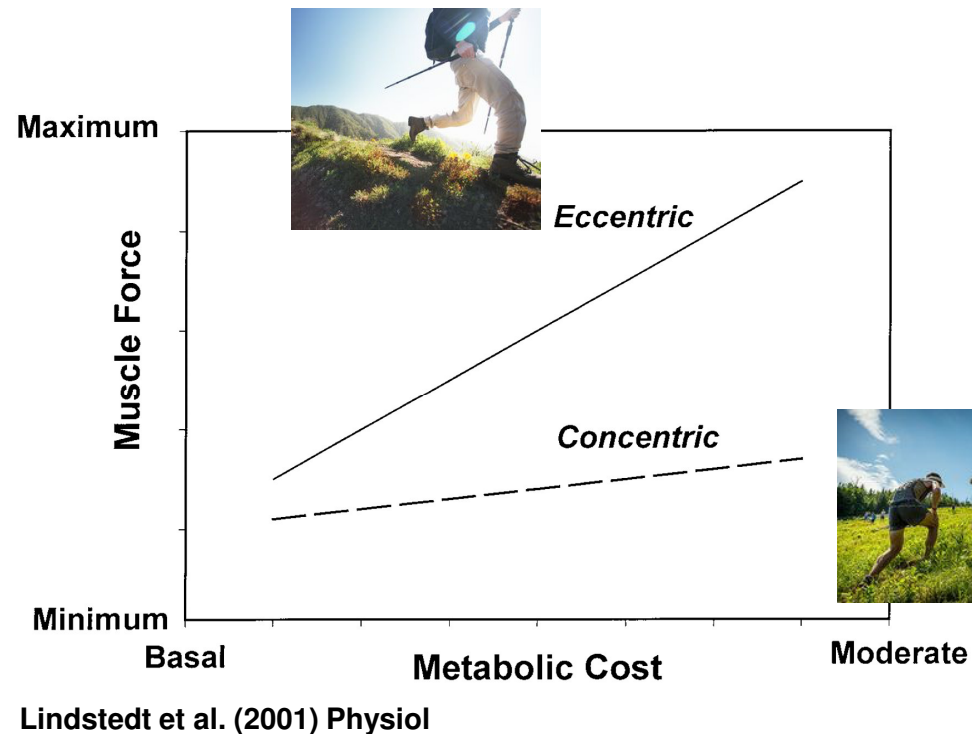 Maximum
Eccentric
Muscle Force
Concentric
Minimum
Basal
Metabolic Cost
Moderate
Lindstedt et al. (2001) Physiol